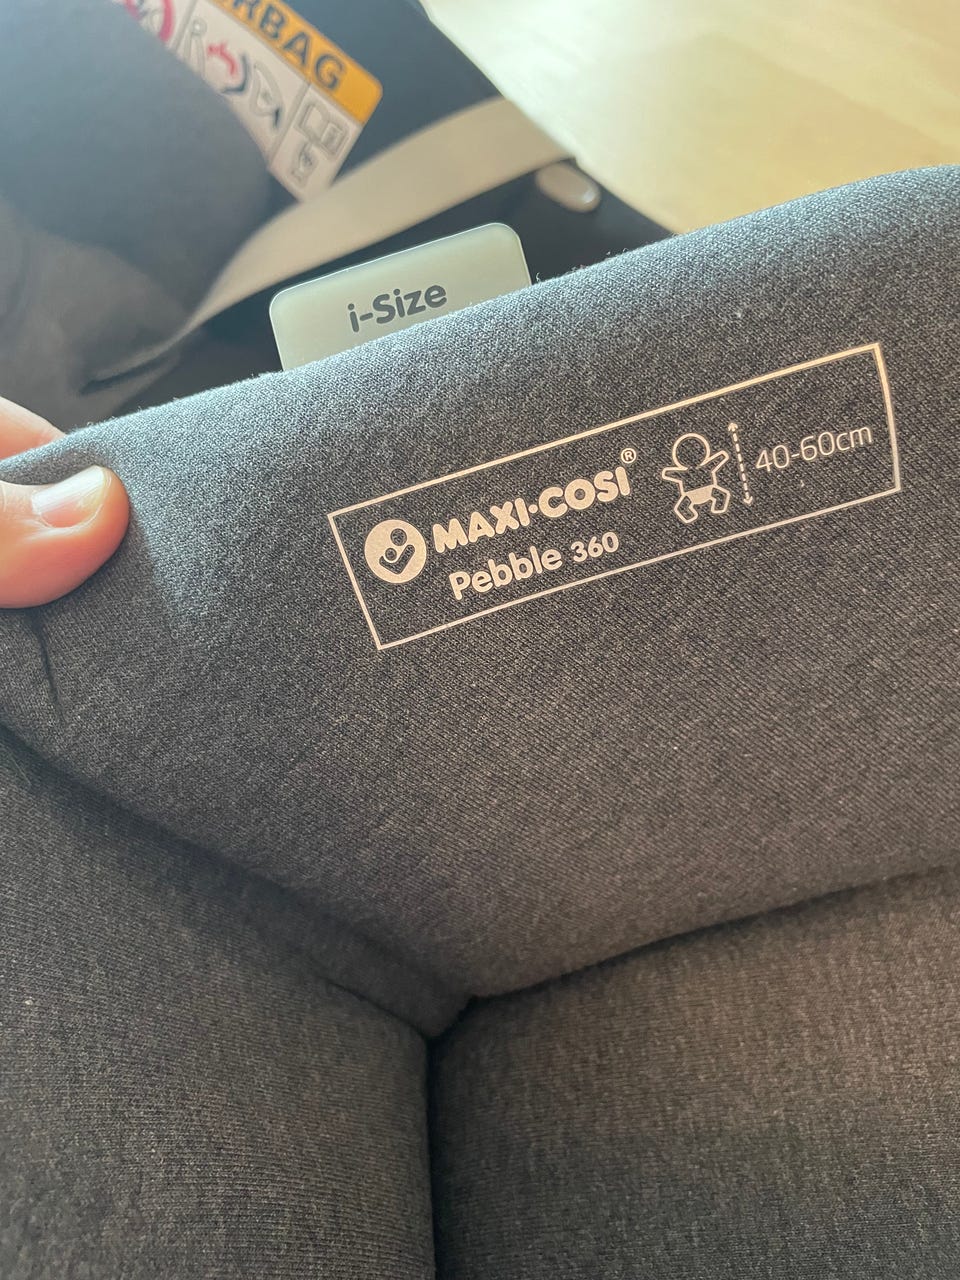 RBAG
i-Size
MAXI-COSI®
Pebble 360
40-60cm